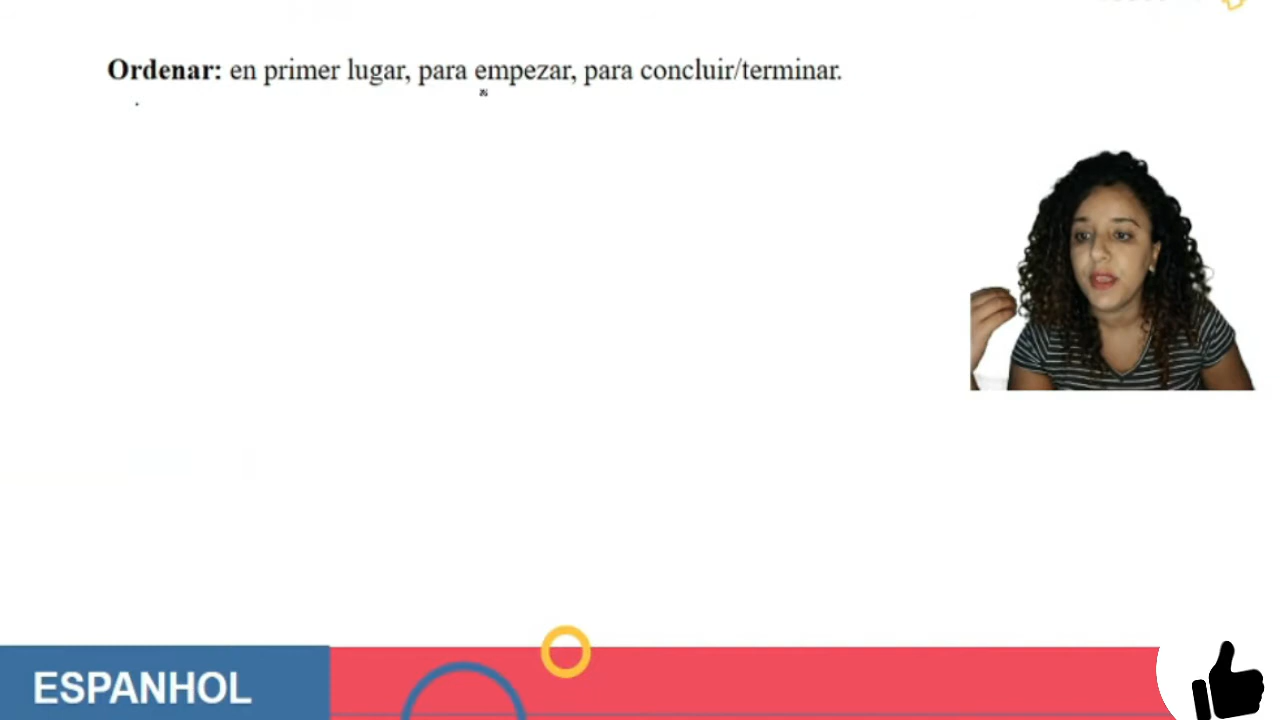 Ordenar: en primer lugar, para empezar, para concluir/terminar.
ESPANHOL